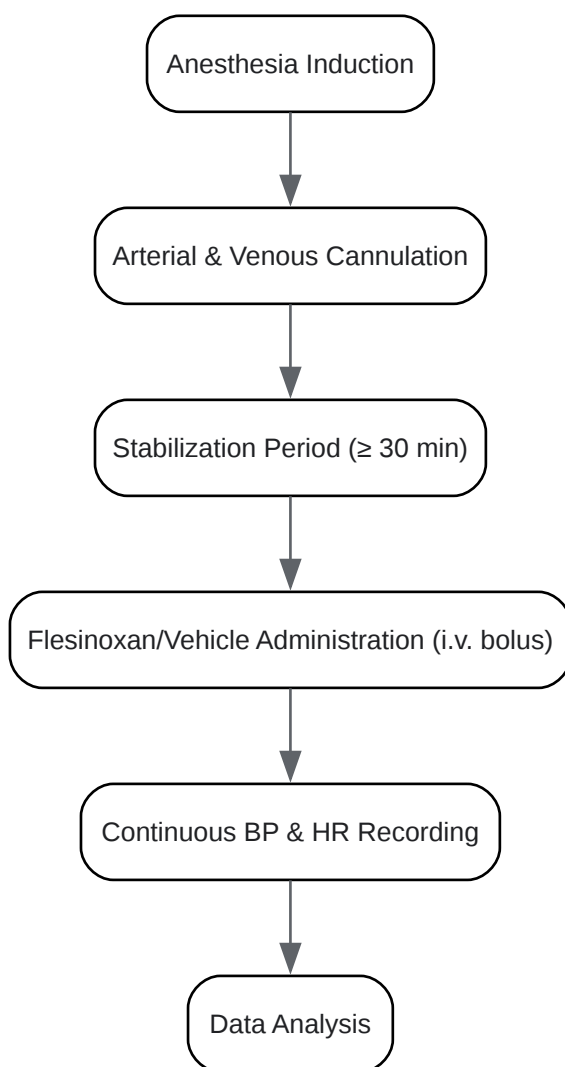 Anesthesia Induction
Arterial & Venous Cannulation
Stabilization Period (≥ 30 min)
Flesinoxan/Vehicle Administration (i.v. bolus)
Continuous BP & HR Recording
Data Analysis